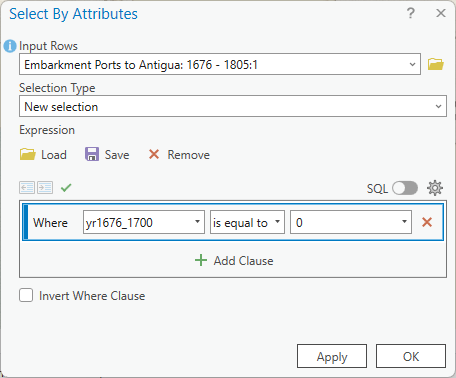 Select By Attributes ? ×
Input Rows
Embarkment Ports to Antigua: 1676 - 1805:1
Selection Type
New selection
Expression
Load Save Remove
SQL
Where yr1676_1700 is equal to 0
Add Clause
Invert Where Clause
Apply OK